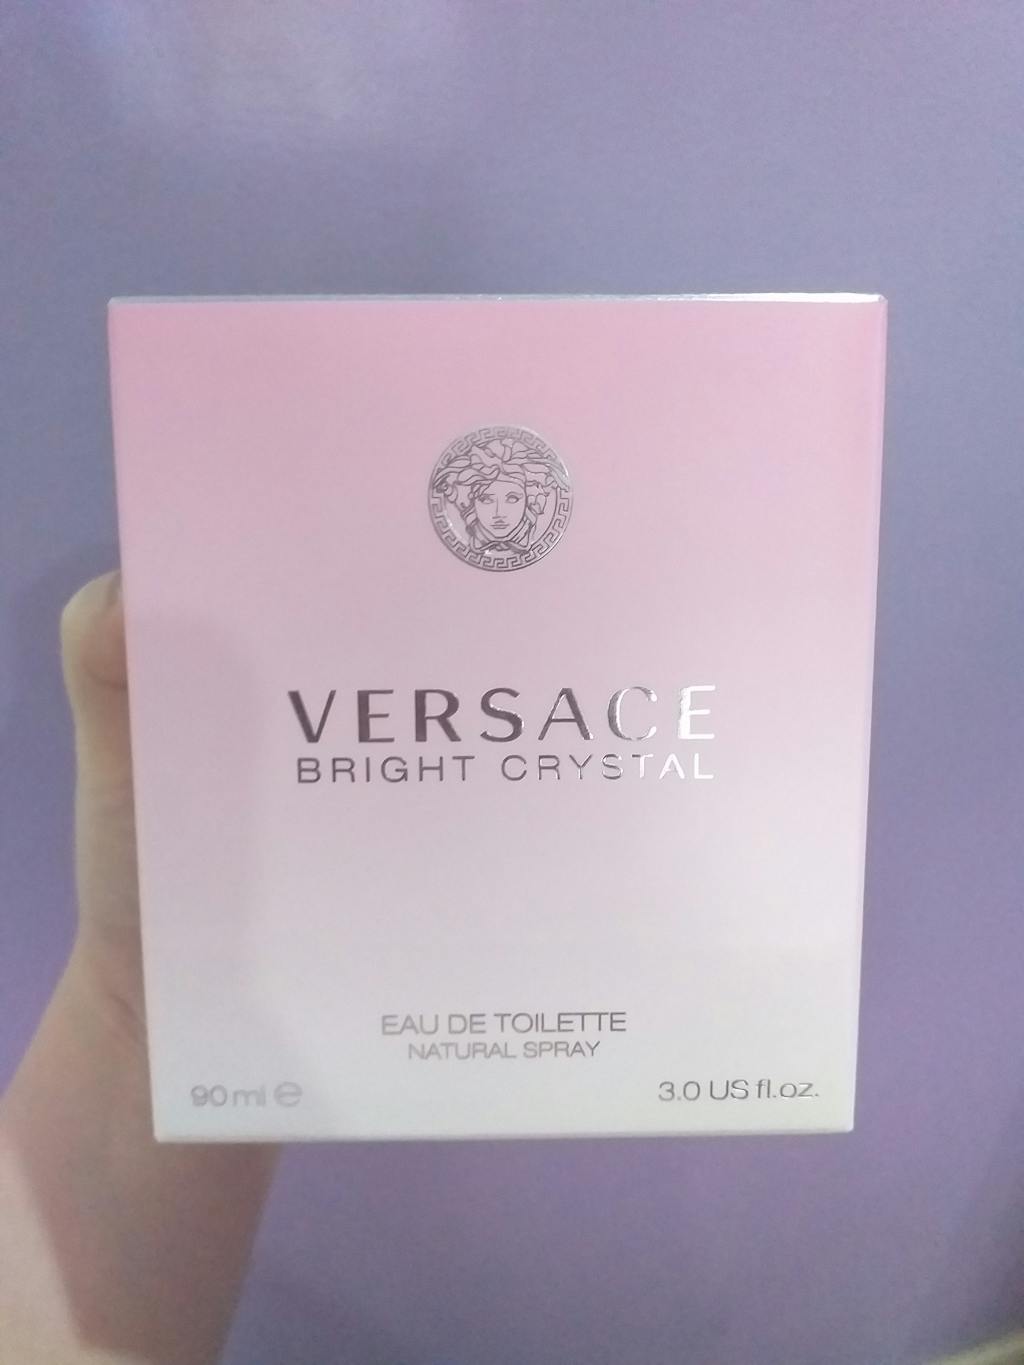 VERSACE
BRIGHT CRYSTAL
EAU DE TOILETTE
NATURAL SPRAY
90 ml ℮
3.0 US fl.oz.